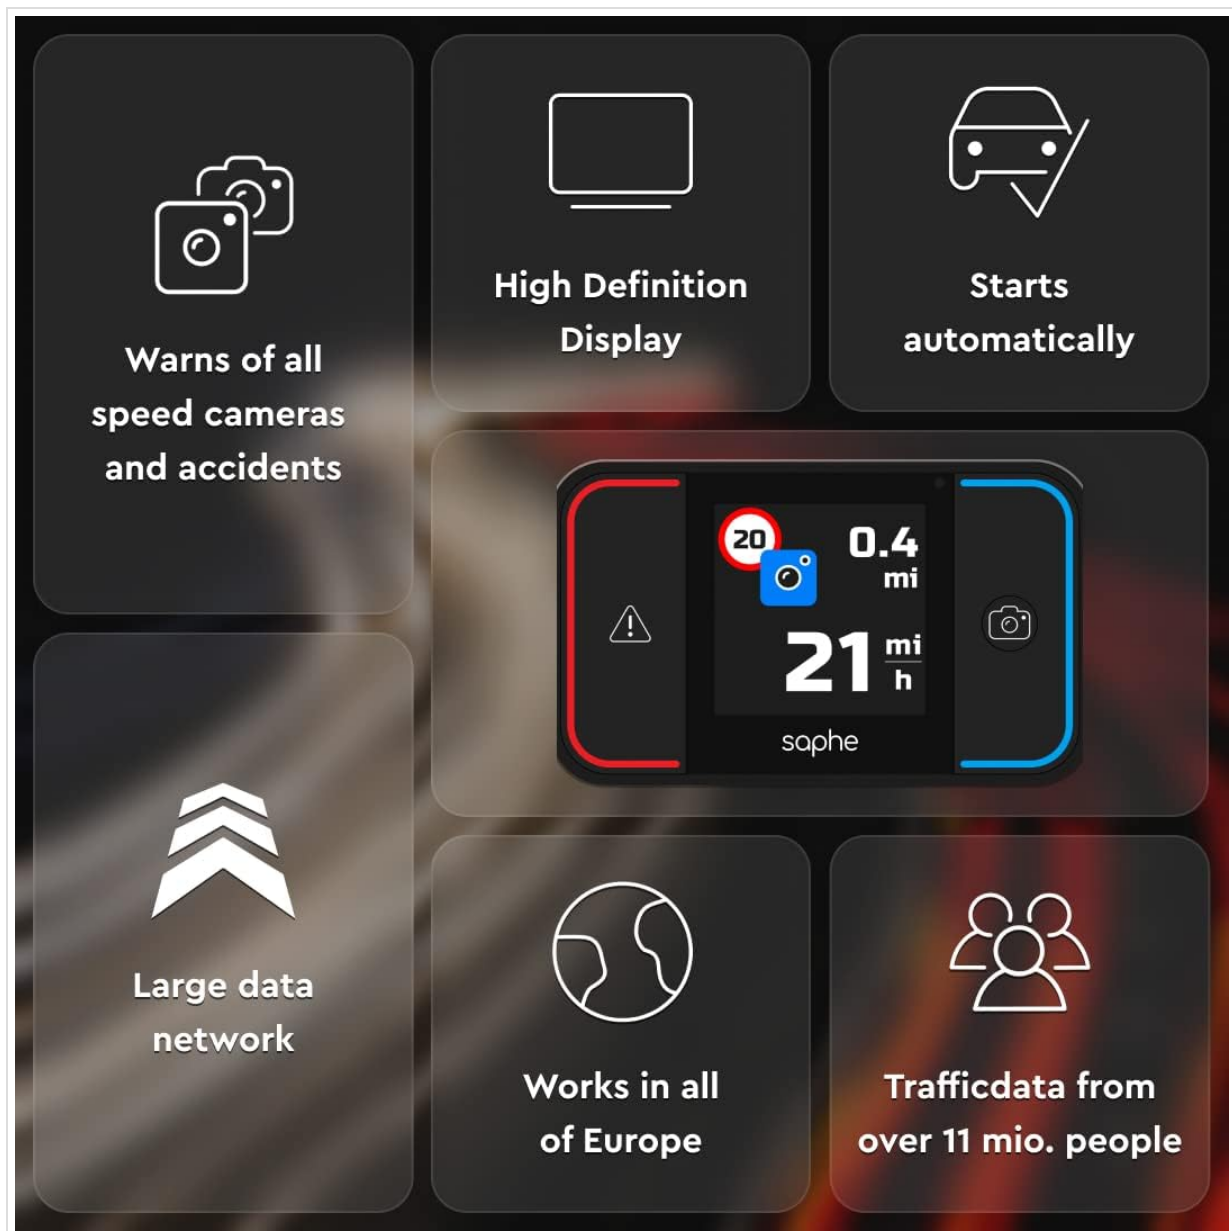 Warns of all
speed cameras
and accidents
High Definition
Display
Starts
automatically
20
0.4
mi
21 mi
h
saphe
Large data
network
Works in all
of Europe
Trafficdata from
over 11 mio. people